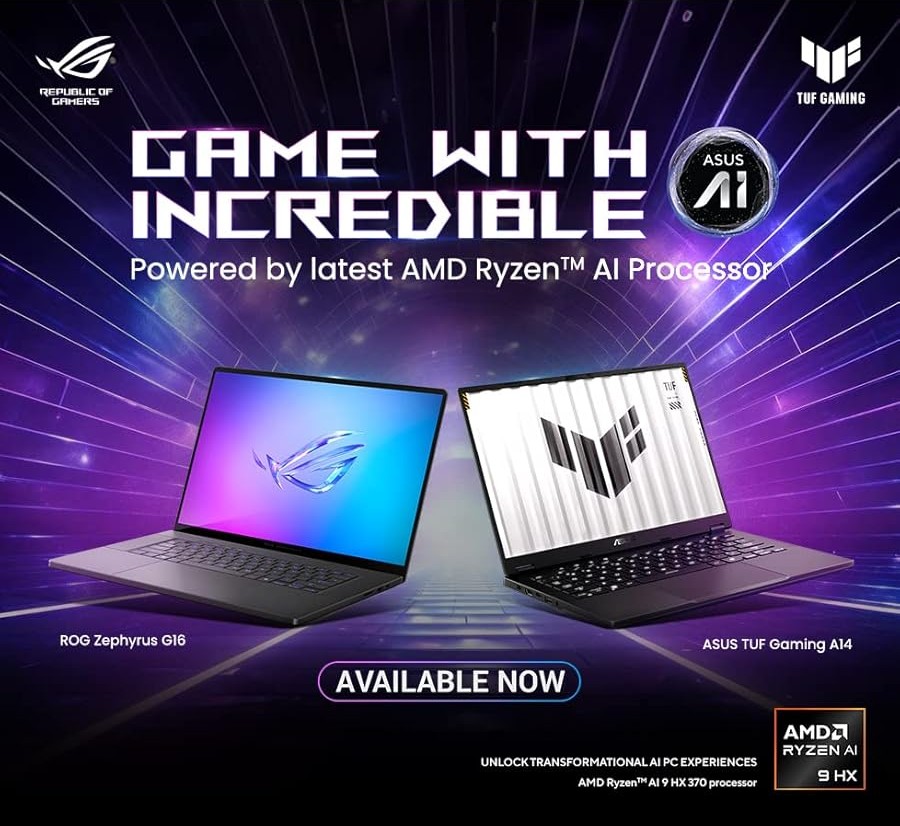 REPUBLIC OF
GAMERS
TUF GAMING
GAME WITH
INCREDIBLE
ASUS
Ai
Powered by latest AMD Ryzen™ AI Processor
TUF
ASUS
ROG Zephyrus G16
ASUS TUF Gaming A14
AVAILABLE NOW
AMD
RYZEN AI
9 HX
UNLOCK TRANSFORMATIONAL AI PC EXPERIENCES
AMD Ryzen™ AI 9 HX 370 processor